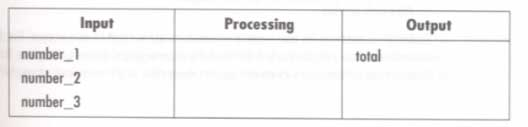 Input Processing Output
number_1 total
number_2
number_3